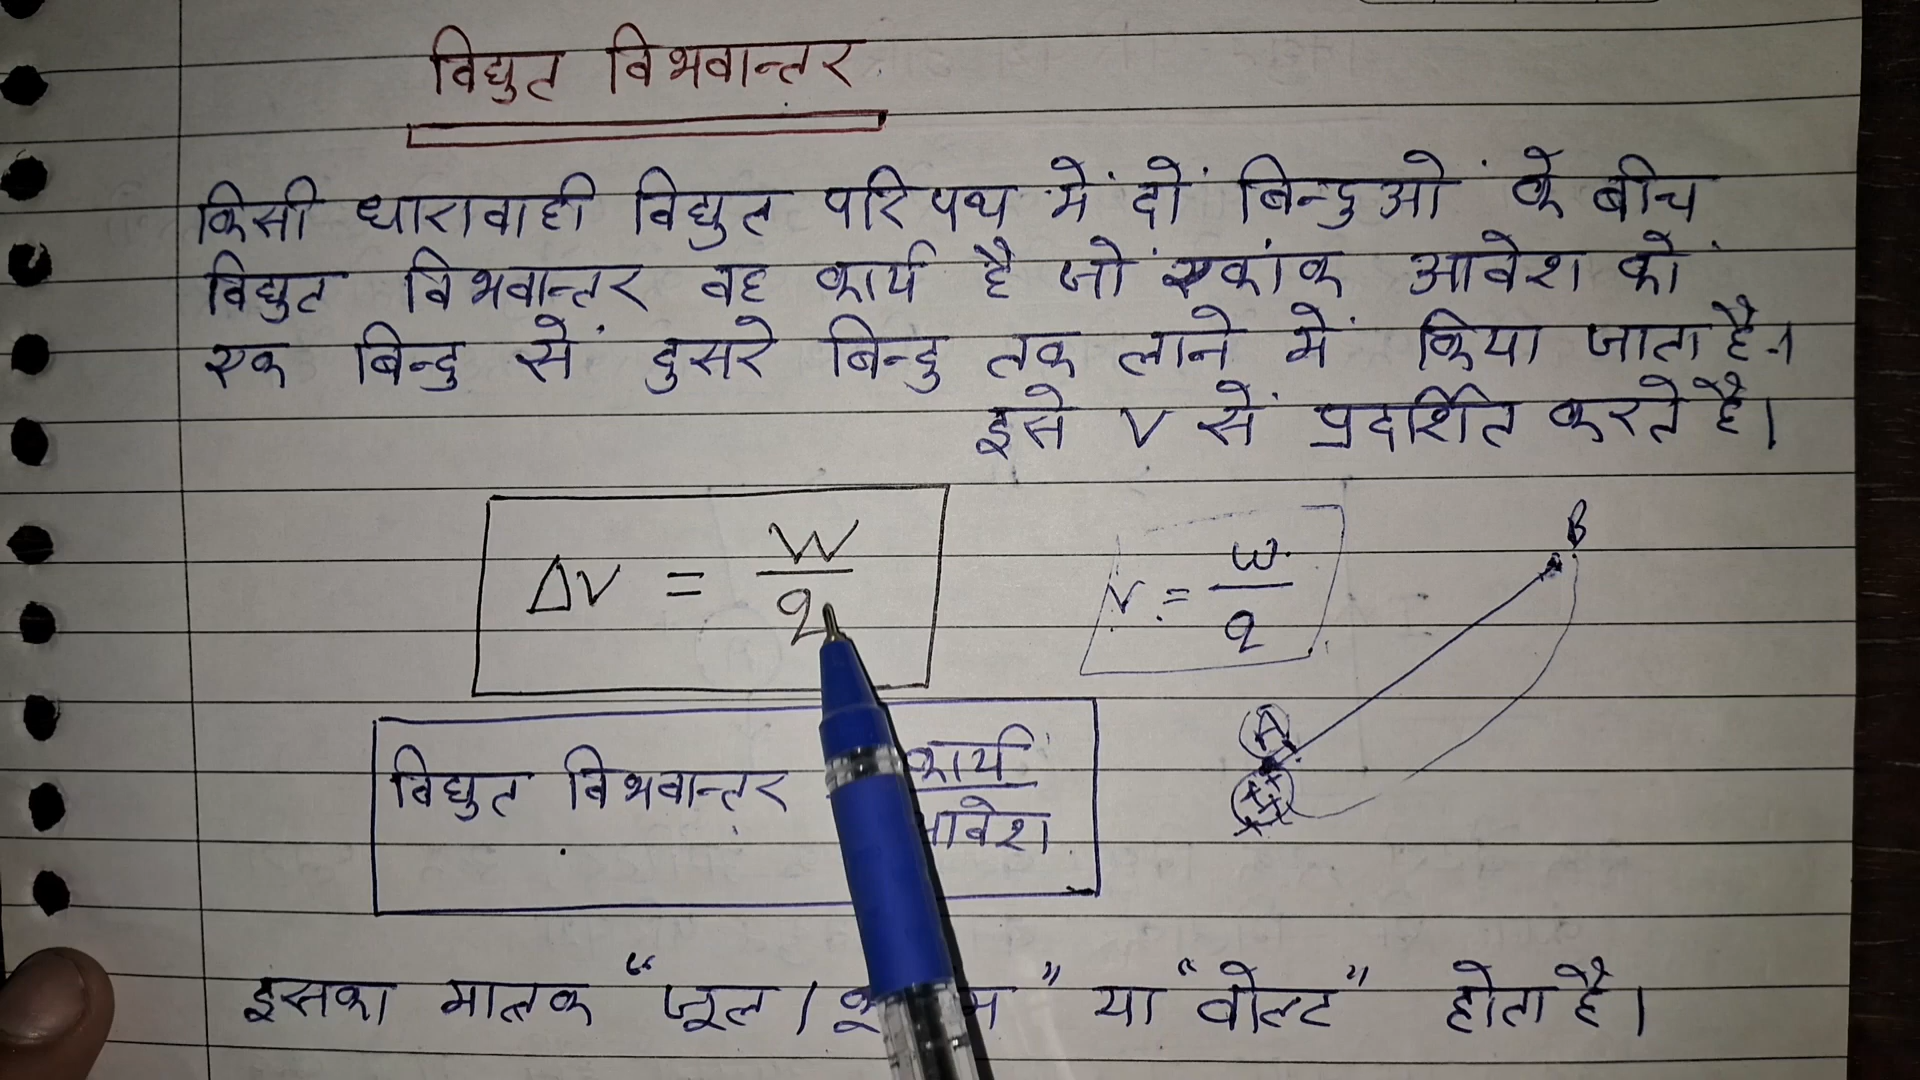 विद्युत विभवान्तर
किसी धारावाही विद्युत परिपथ में दों बिन्दुओं के बीच
विद्युत विभवान्तर वह कार्य है जों एकांक आवेश कों
एक बिन्दु सें दुसरे बिन्दु तक लाने में किया जाता है।
इसे V सें प्रदर्शित करते है।
ΔV = W/q
V = W/q
B
A
विद्युत विभवान्तर कार्य
इसका मात्रक "जूल / " या "वोल्ट" होता है।